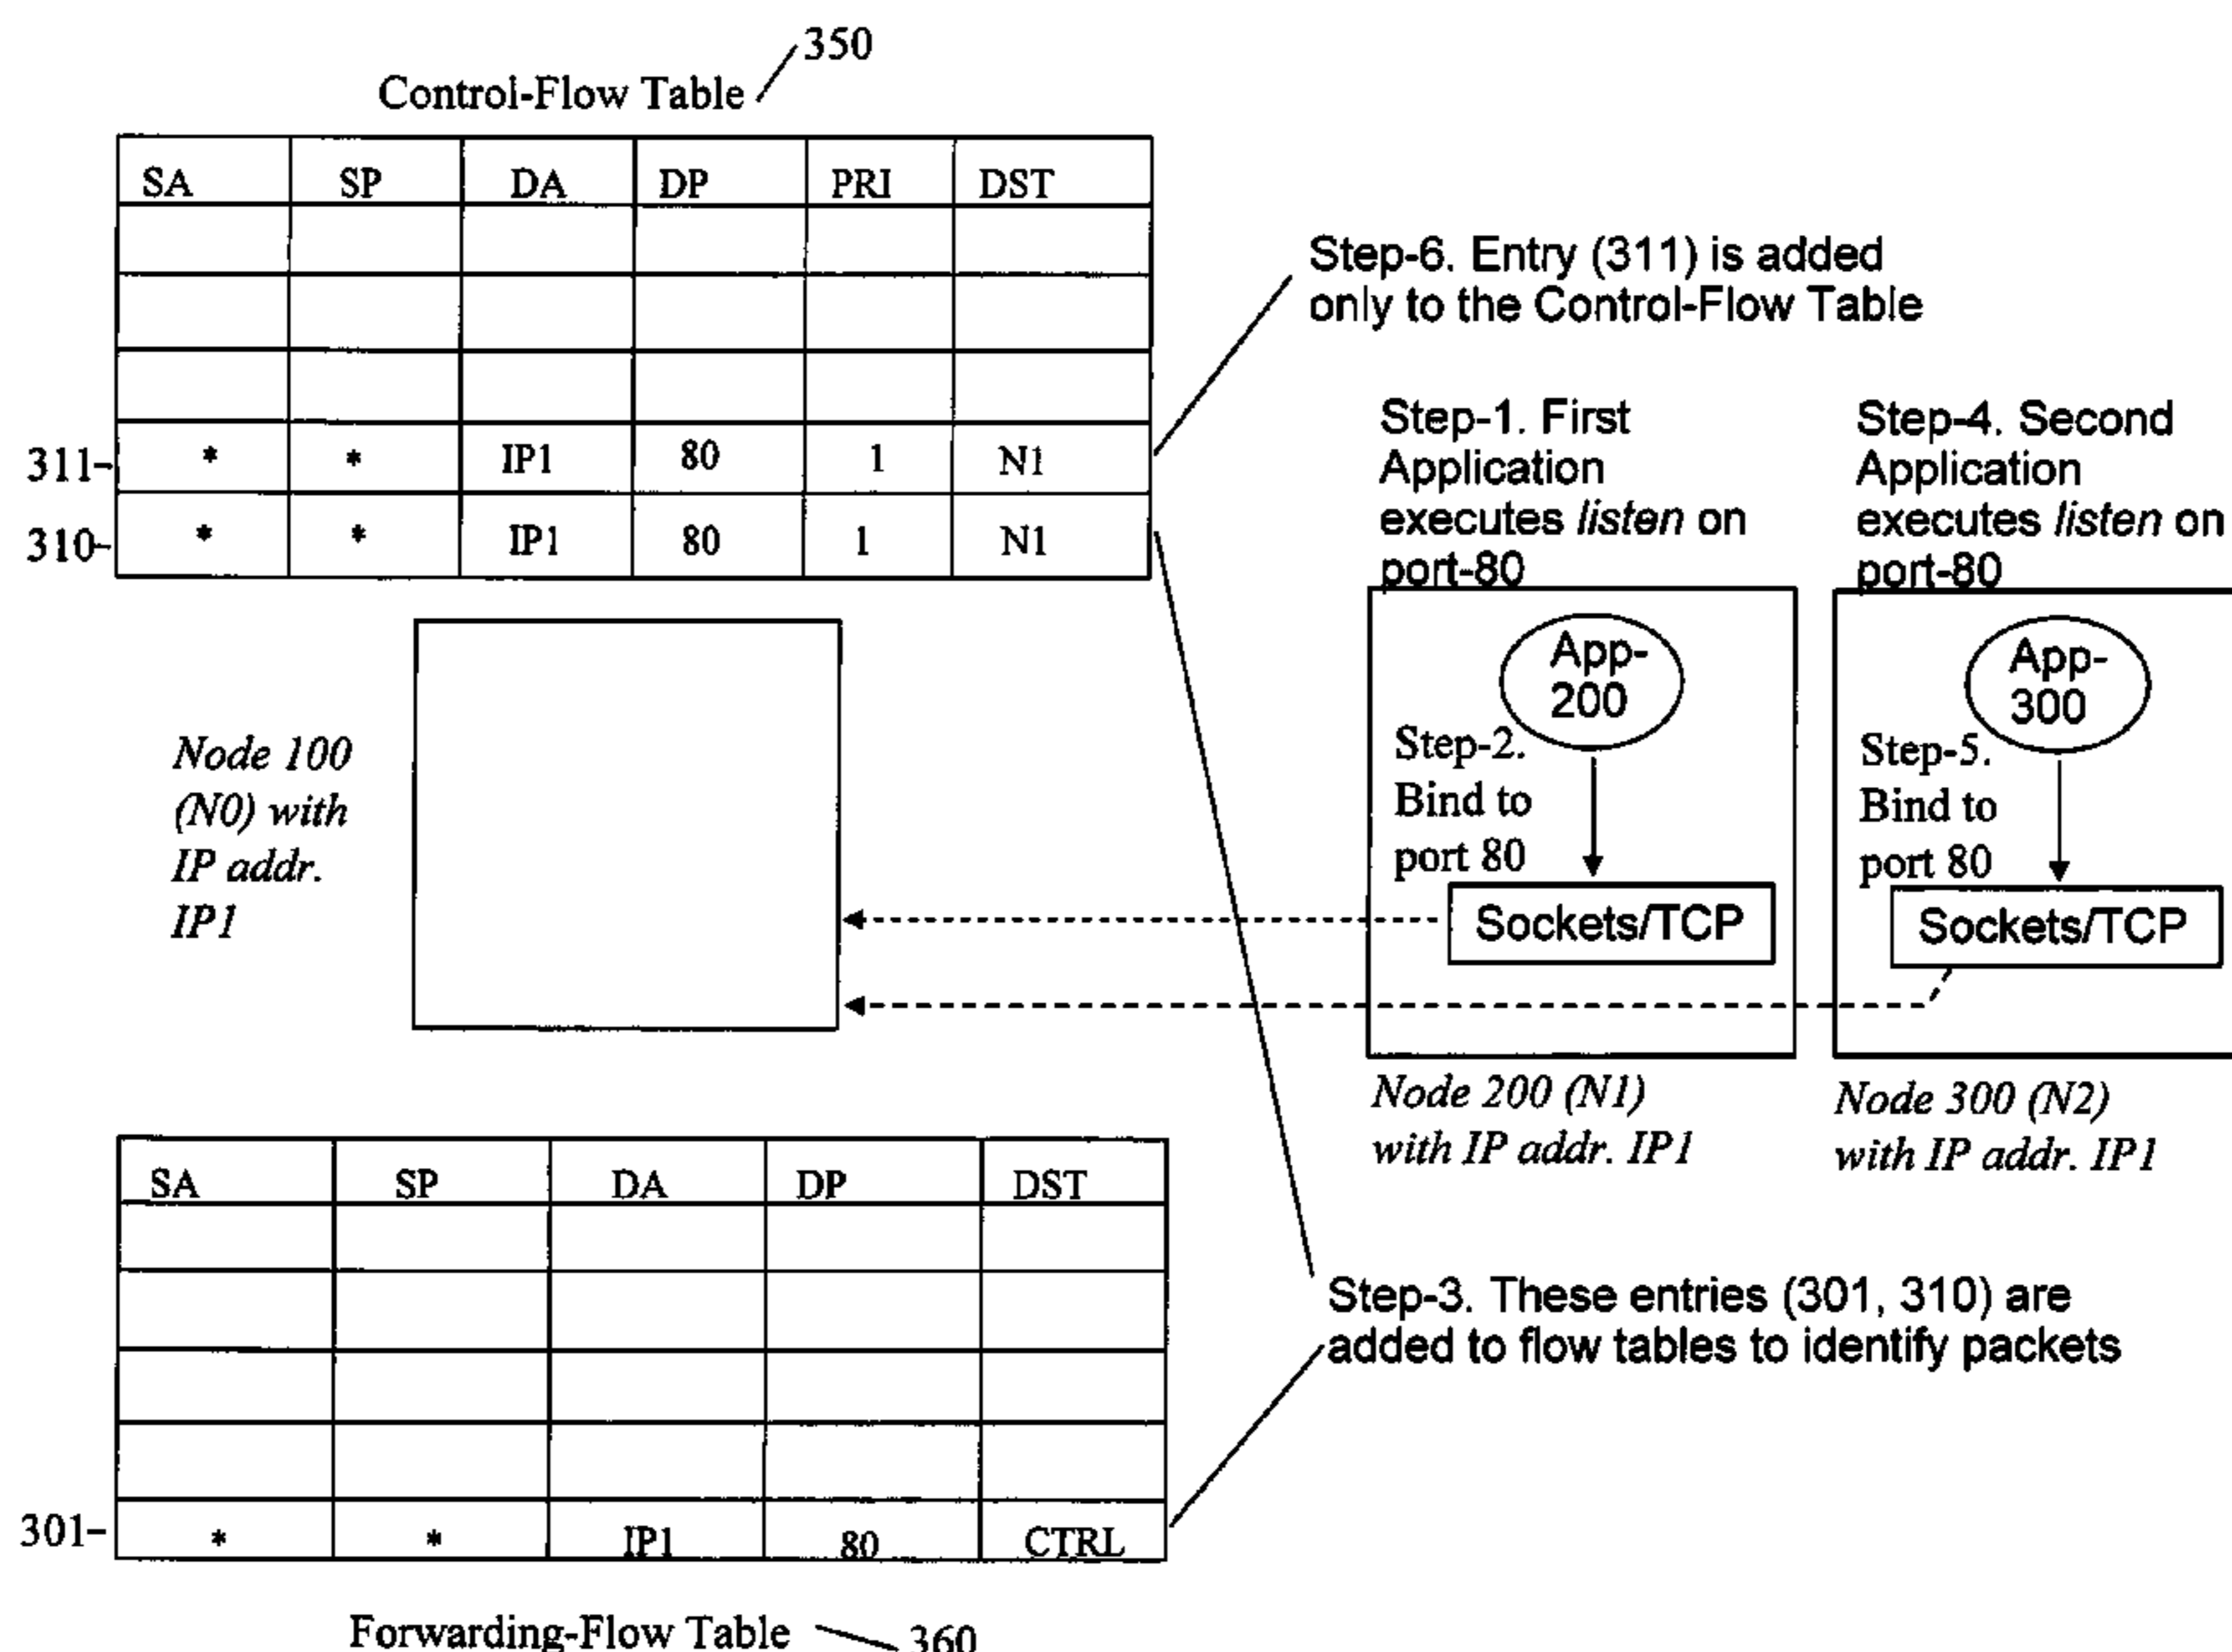 350
Control-Flow Table
SA SP DA DP PRI DST
311- * * IP1 80 1 N1
310- * * IP1 80 1 N1
Step-6. Entry (311) is added
only to the Control-Flow Table
Step-1. First
Application
executes listen on
port-80
Step-4. Second
Application
executes listen on
port-80
Node 100
(N0) with
IP addr.
IP1
App-
200
Step-2.
Bind to
port 80
Sockets/TCP
Node 200 (N1)
with IP addr. IP1
App-
300
Step-5.
Bind to
port 80
Sockets/TCP
Node 300 (N2)
with IP addr. IP1
Step-3. These entries (301, 310) are
added to flow tables to identify packets
SA SP DA DP DST
301- * * IP1 80 CTRL
Forwarding-Flow Table
360